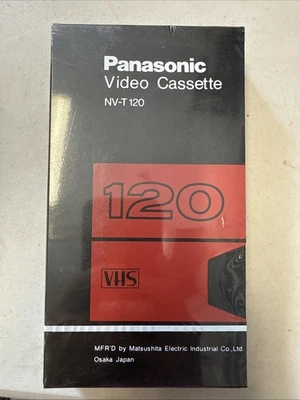 Panasonic
Video Cassette
NV-T120
120
VHS
MFR'D by Matsushita Electric Industrial Co., Ltd.
Osaka Japan